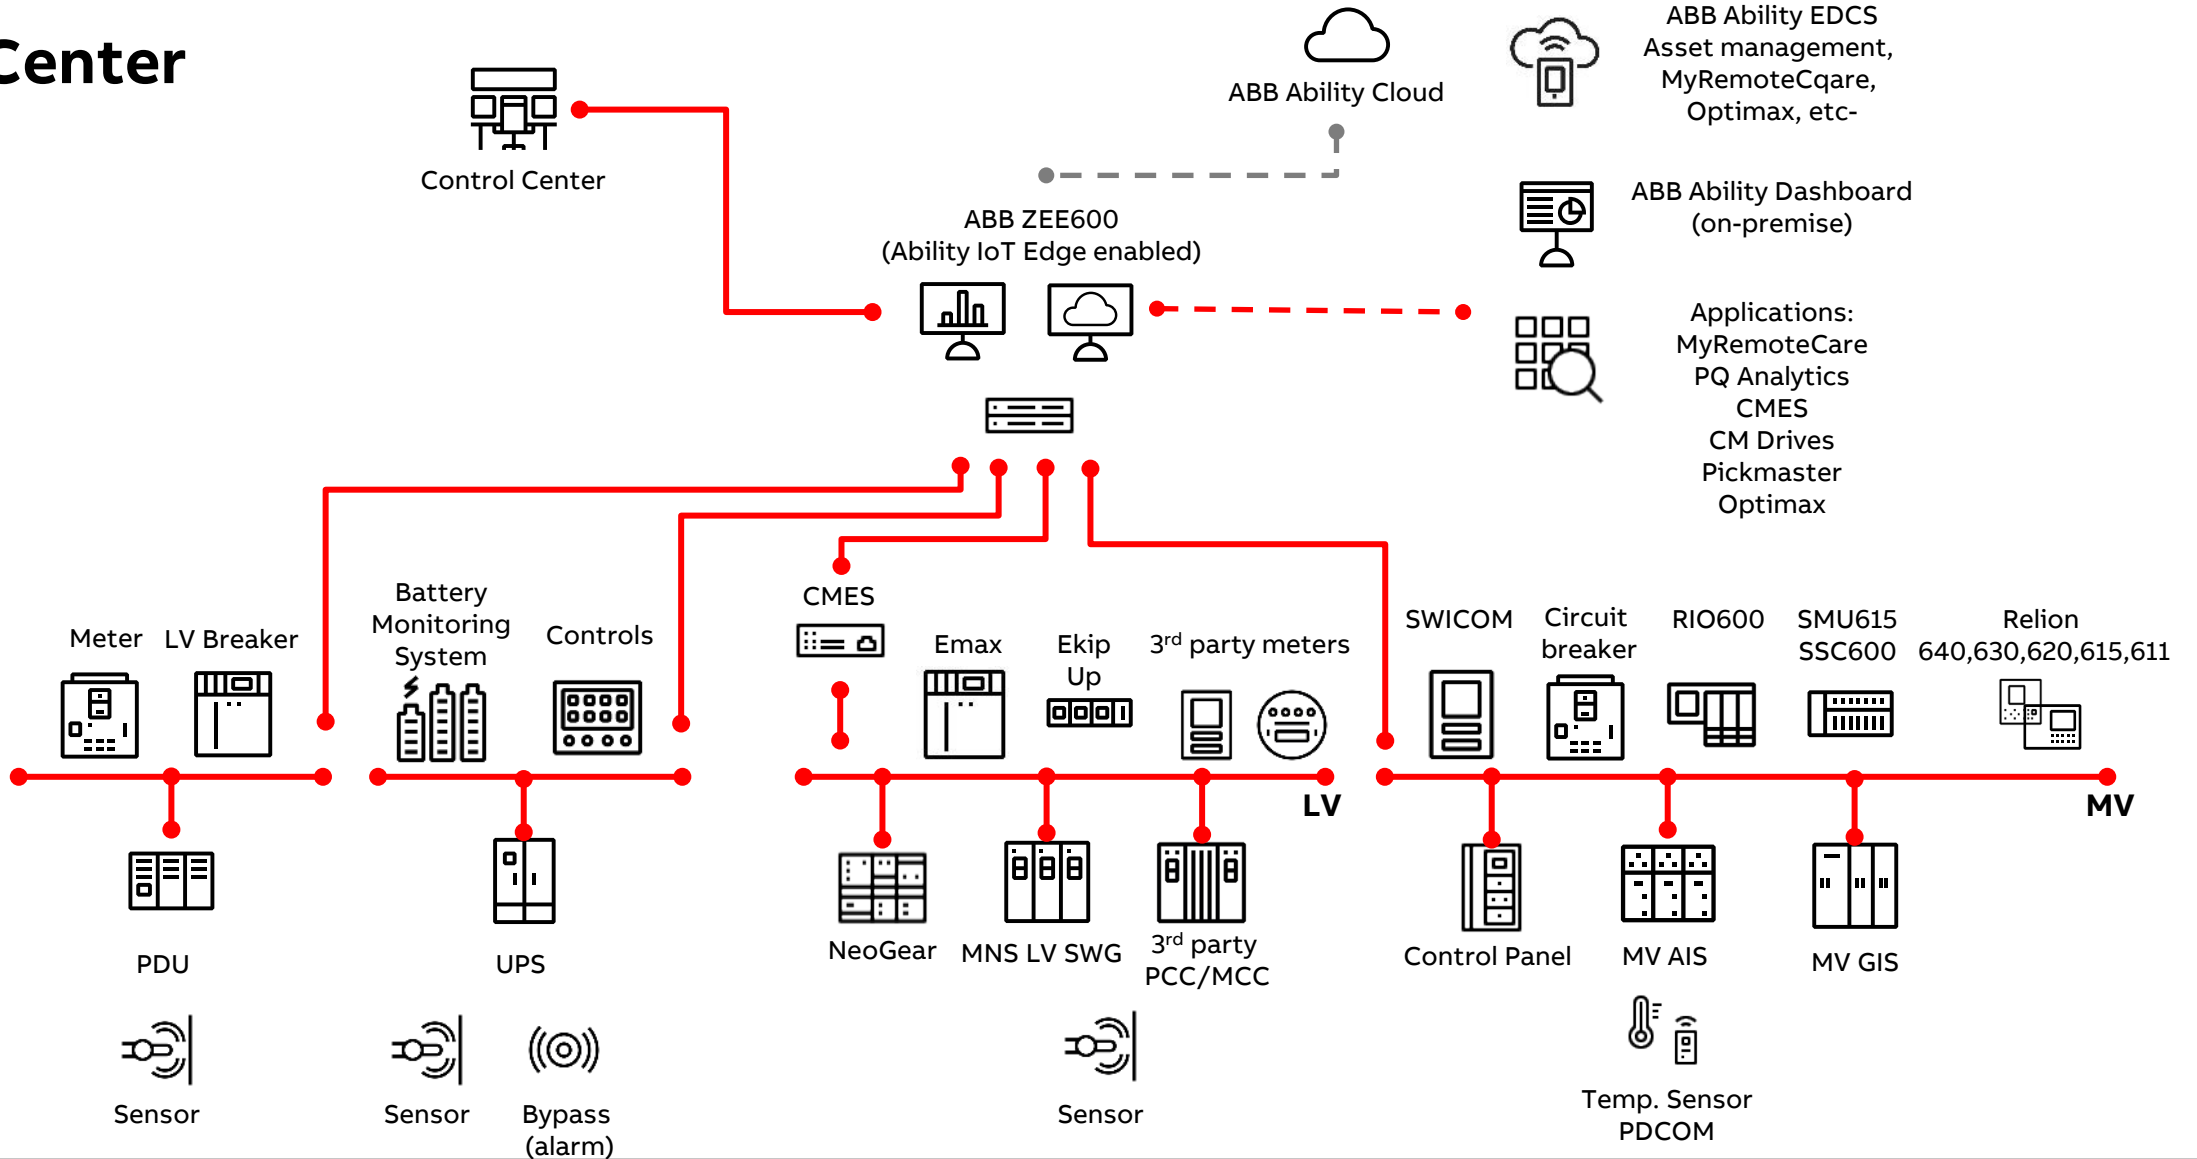 Center
Control Center
ABB Ability Cloud
ABB Ability EDCS
Asset management,
MyRemoteCqare,
Optimax, etc-
ABB ZEE600
(Ability IoT Edge enabled)
ABB Ability Dashboard
(on-premise)
Applications:
MyRemoteCare
PQ Analytics
CMES
CM Drives
Pickmaster
Optimax
Meter
LV Breaker
Battery
Monitoring
System
Controls
CMES
Emax
Ekip
Up
3rd party meters
SWICOM
Circuit
breaker
RIO600
SMU615
SSC600
Relion
640,630,620,615,611
LV
MV
PDU
UPS
NeoGear
MNS LV SWG
3rd party
PCC/MCC
Control Panel
MV AIS
MV GIS
Sensor
Sensor
Bypass
(alarm)
Sensor
Temp. Sensor
PDCOM